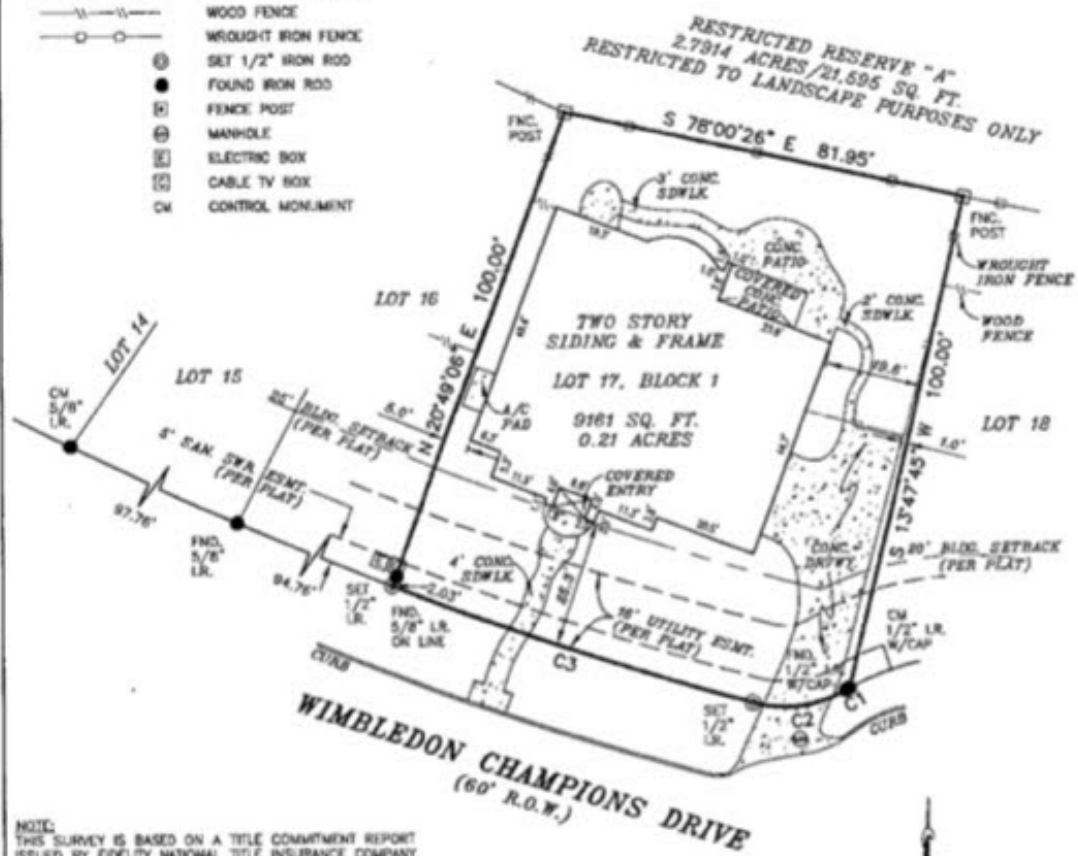 WOOD FENCE
WROUGHT IRON FENCE
SET 1/2" IRON ROD
FOUND IRON ROD
FENCE POST
MANHOLE
E ELECTRIC BOX
C CABLE TV BOX
CM CONTROL MONUMENT
RESTRICTED RESERVE "A"
2.7914 ACRES/21,595 SQ. FT.
RESTRICTED TO LANDSCAPE PURPOSES ONLY
FNC.
POST
S 78°00'26" E 81.95'
3' CONC.
SDWLK
FNC.
POST
CONC.
PATIO
COVERED
CONC.
PATIO
WROUGHT
IRON FENCE
2' CONC.
SDWLK
WOOD
FENCE
LOT 16
N 20°49'06" E 100.00'
TWO STORY
SIDING & FRAME
LOT 17, BLOCK 1
9161 SQ. FT.
0.21 ACRES
S 13°47'45" W 100.00'
LOT 18
1.0'
LOT 14
LOT 15
CM
5/8"
I.R.
25' BLDG. SETBACK
(PER PLAT)
5.0'
A/C
PAD
5' SAN. SWR. ESMT.
(PER PLAT)
COVERED
ENTRY
97.76'
FND.
5/8"
I.R.
94.76'
SET
1/2"
I.R.
2.03'
FND.
5/8" I.R.
ON LINE
4' CONC.
SDWLK
16' UTILITY ESMT.
(PER PLAT)
CONC.
DRWY.
20' BLDG. SETBACK
(PER PLAT)
CM
1/2" I.R.
W/CAP
FND.
1/2" I.R.
W/CAP
C3
SET
1/2"
I.R.
C2
C1
CURB
CURB
WIMBLEDON CHAMPIONS DRIVE
(60' R.O.W.)
NOTE:
THIS SURVEY IS BASED ON A TITLE COMMITMENT REPORT
ISSUED BY FIDELITY NATIONAL TITLE INSURANCE COMPANY